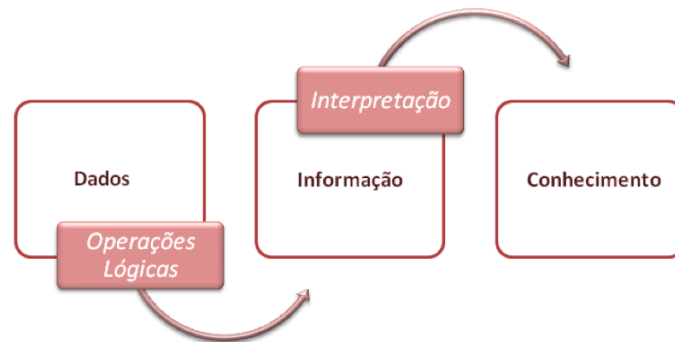 Interpretação
Dados
Informação
Conhecimento
Operações
Lógicas